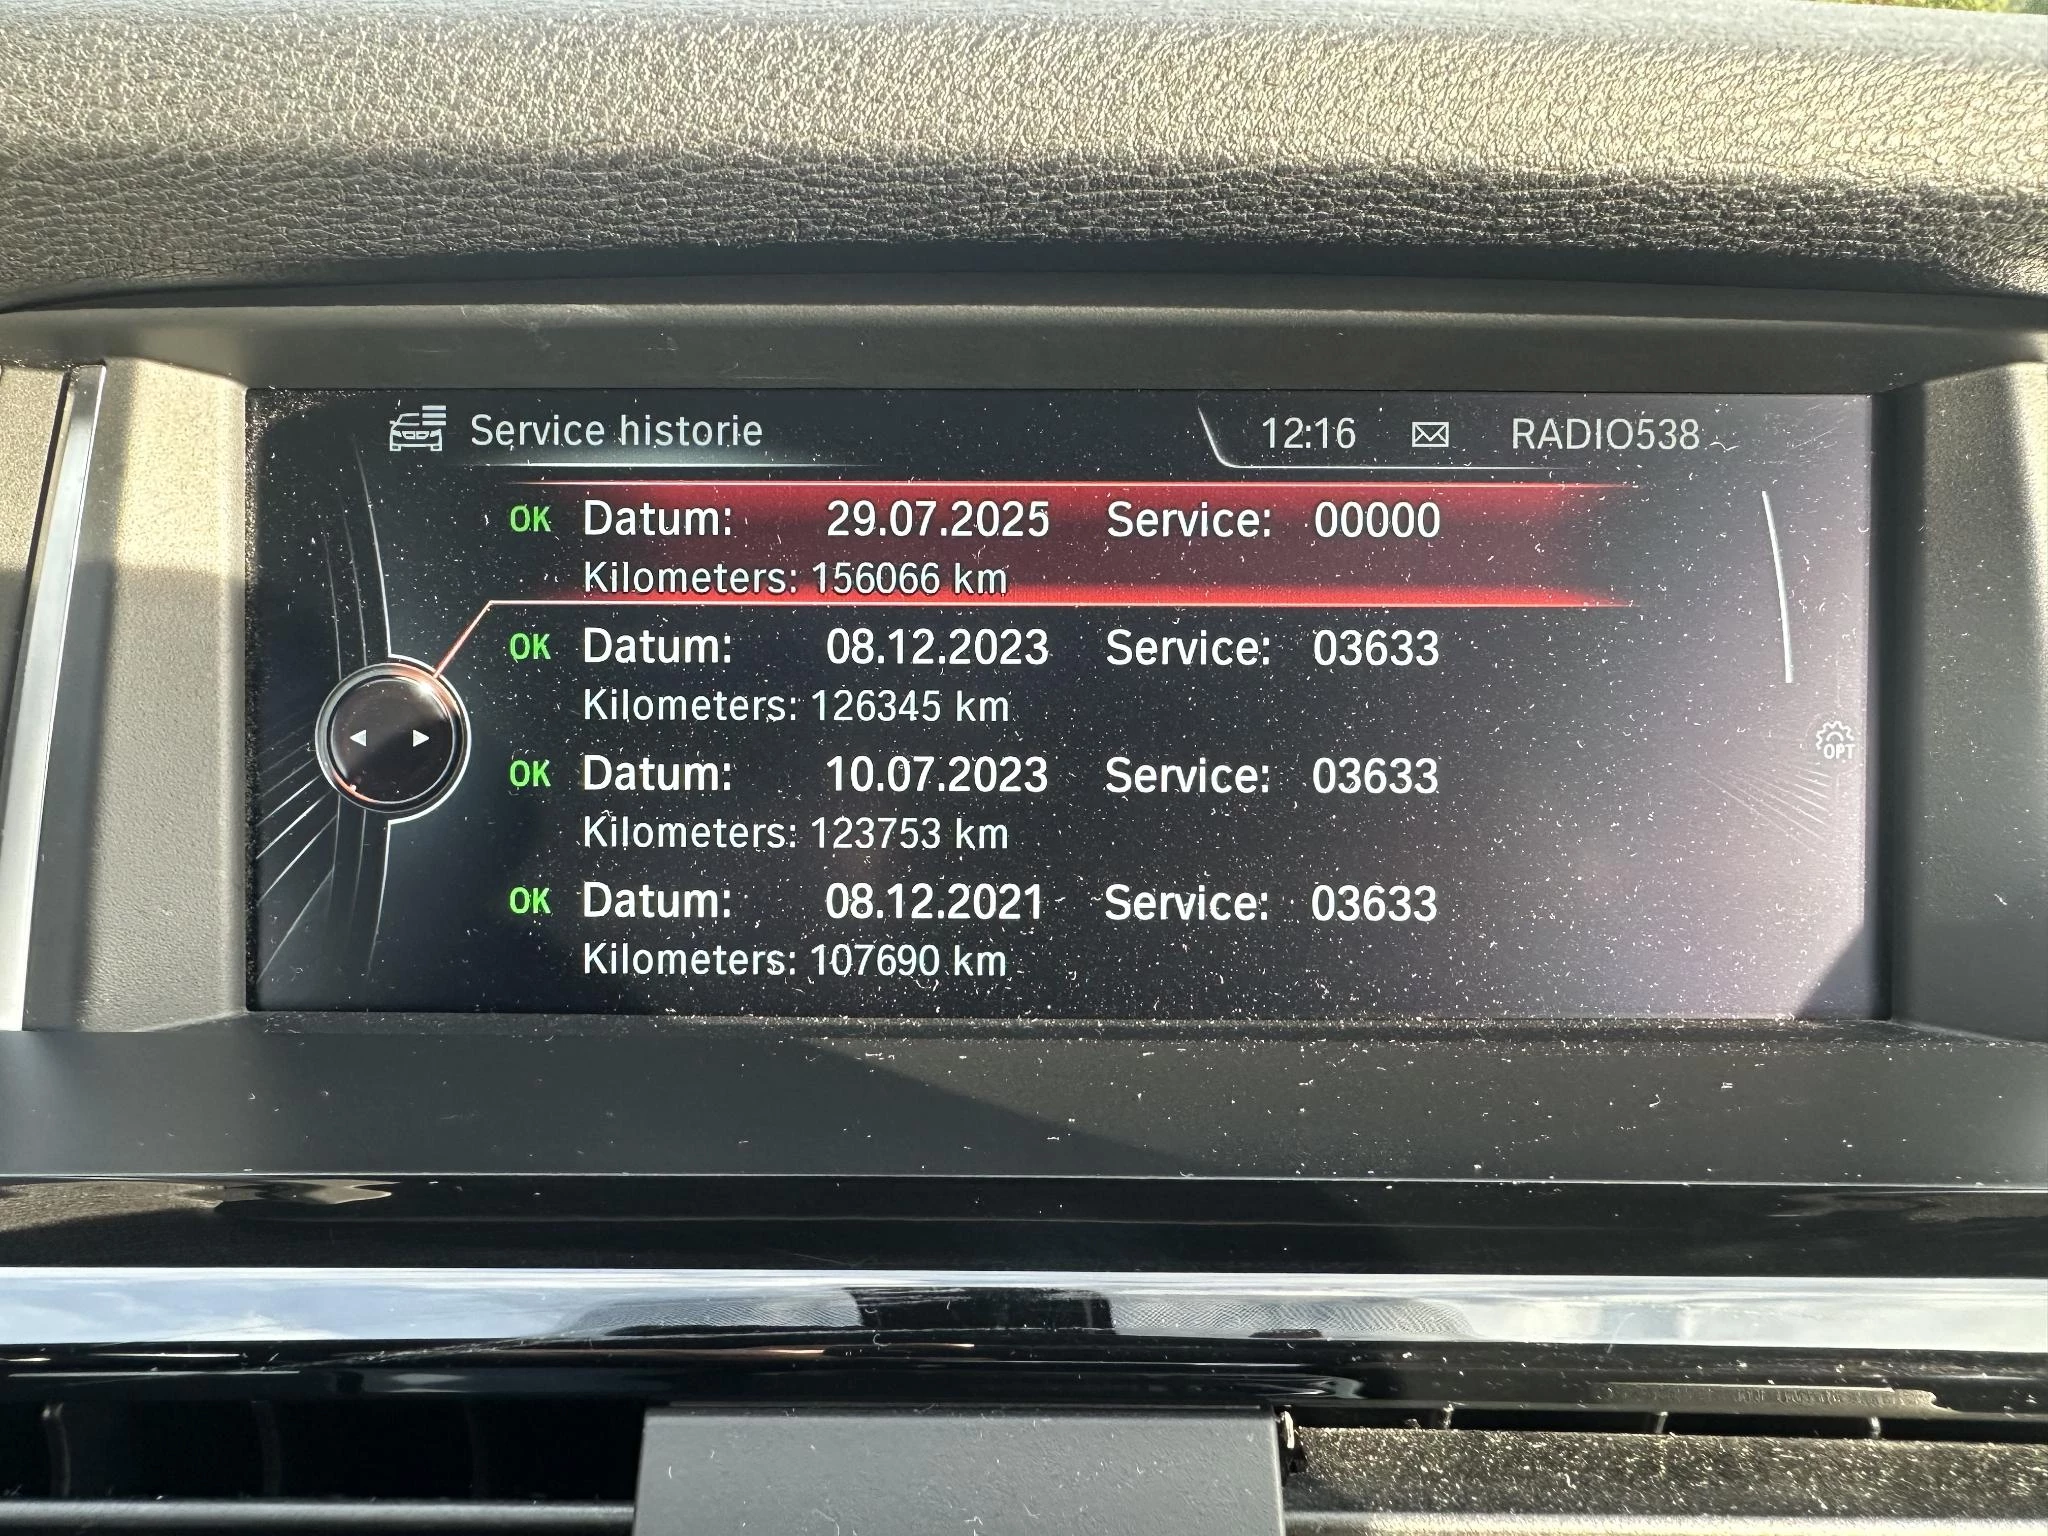 Service historie
12:16 RADIO538
OK Datum: 29.07.2025 Service: 00000
Kilometers: 156066 km
OK Datum: 08.12.2023 Service: 03633
Kilometers: 126345 km
OK Datum: 10.07.2023 Service: 03633
Kilometers: 123753 km
OPT
OK Datum: 08.12.2021 Service: 03633
Kilometers: 107690 km